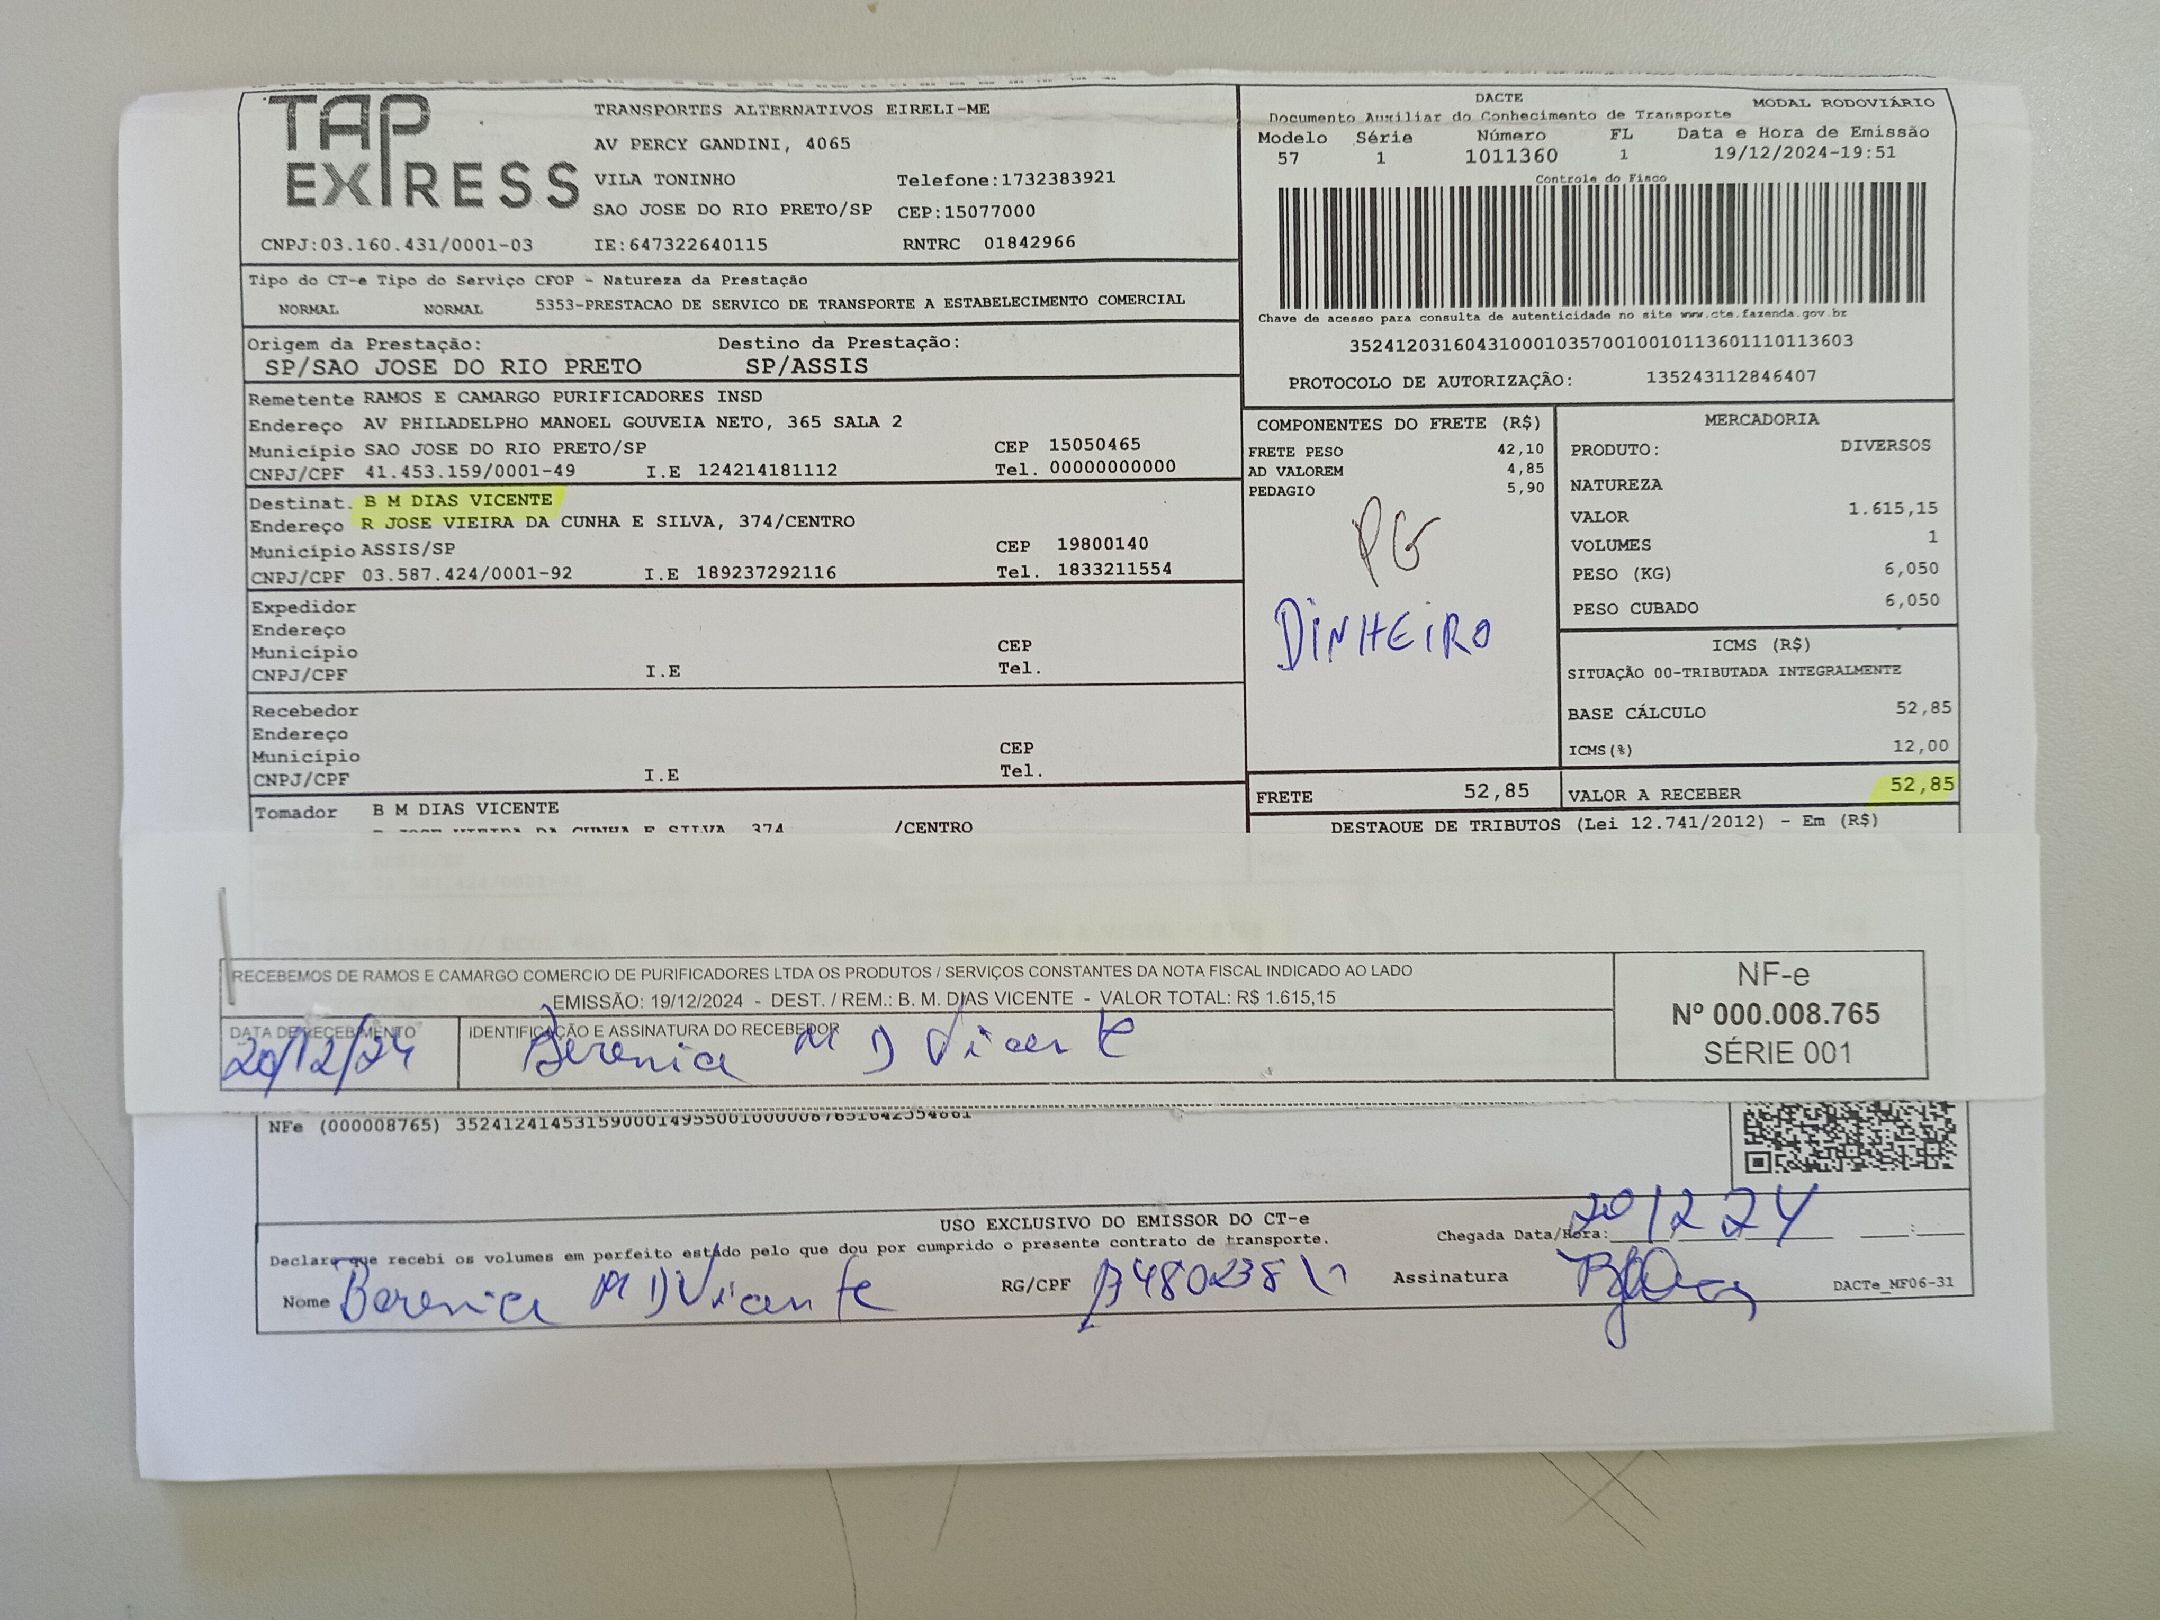 TAP EXPRESS
TRANSPORTES ALTERNATIVOS EIRELI-ME
AV PERCY GANDINI, 4065
VILA TONINHO Telefone:1732383921
SAO JOSE DO RIO PRETO/SP CEP:15077000
CNPJ:03.160.431/0001-03 IE:647322640115 RNTRC 01842966
DACTE MODAL RODOVIÁRIO
Documento Auxiliar do Conhecimento de Transporte
Modelo Série Número FL Data e Hora de Emissão
57 1 1011360 1 19/12/2024-19:51
Controle do Fisco
Chave de acesso para consulta de autenticidade no site www.cte.fazenda.gov.br
35241203160431000103570010010113601110113603
PROTOCOLO DE AUTORIZAÇÃO: 135243112846407
Tipo do CT-e Tipo do Serviço CFOP - Natureza da Prestação
NORMAL NORMAL 5353-PRESTACAO DE SERVICO DE TRANSPORTE A ESTABELECIMENTO COMERCIAL
Origem da Prestação: Destino da Prestação:
SP/SAO JOSE DO RIO PRETO SP/ASSIS
Remetente RAMOS E CAMARGO PURIFICADORES INSD
Endereço AV PHILADELPHO MANOEL GOUVEIA NETO, 365 SALA 2
Município SAO JOSE DO RIO PRETO/SP CEP 15050465
CNPJ/CPF 41.453.159/0001-49 I.E 124214181112 Tel. 00000000000
Destinat. B M DIAS VICENTE
Endereço R JOSE VIEIRA DA CUNHA E SILVA, 374/CENTRO
Município ASSIS/SP CEP 19800140
CNPJ/CPF 03.587.424/0001-92 I.E 189237292116 Tel. 1833211554
Expedidor
Endereço
Município CEP
CNPJ/CPF I.E Tel.
Recebedor
Endereço
Município CEP
CNPJ/CPF I.E Tel.
Tomador B M DIAS VICENTE
R JOSE VIEIRA DA CUNHA E SILVA 374 /CENTRO
COMPONENTES DO FRETE (R$)
FRETE PESO 42,10
AD VALOREM 4,85
PEDAGIO 5,90
PG
DINHEIRO
FRETE 52,85
MERCADORIA
PRODUTO: DIVERSOS
NATUREZA
VALOR 1.615,15
VOLUMES 1
PESO (KG) 6,050
PESO CUBADO 6,050
ICMS (R$)
SITUAÇÃO 00-TRIBUTADA INTEGRALMENTE
BASE CÁLCULO 52,85
ICMS(%) 12,00
VALOR A RECEBER 52,85
DESTAQUE DE TRIBUTOS (Lei 12.741/2012) - Em (R$)
RECEBEMOS DE RAMOS E CAMARGO COMERCIO DE PURIFICADORES LTDA OS PRODUTOS / SERVIÇOS CONSTANTES DA NOTA FISCAL INDICADO AO LADO
EMISSÃO: 19/12/2024 - DEST. / REM.: B. M. DIAS VICENTE - VALOR TOTAL: R$ 1.615,15
DATA DE RECEBIMENTO IDENTIFICAÇÃO E ASSINATURA DO RECEBEDOR
20/12/24 Berenice M D Vicente
NF-e
Nº 000.008.765
SÉRIE 001
NFe (000008765)
USO EXCLUSIVO DO EMISSOR DO CT-e
Declaro que recebi os volumes em perfeito estado pelo que dou por cumprido o presente contrato de transporte.
Chegada Data/Hora: 20 12 24 :
Nome Berenice M D Vicente RG/CPF Assinatura
DACTe_MF06-31